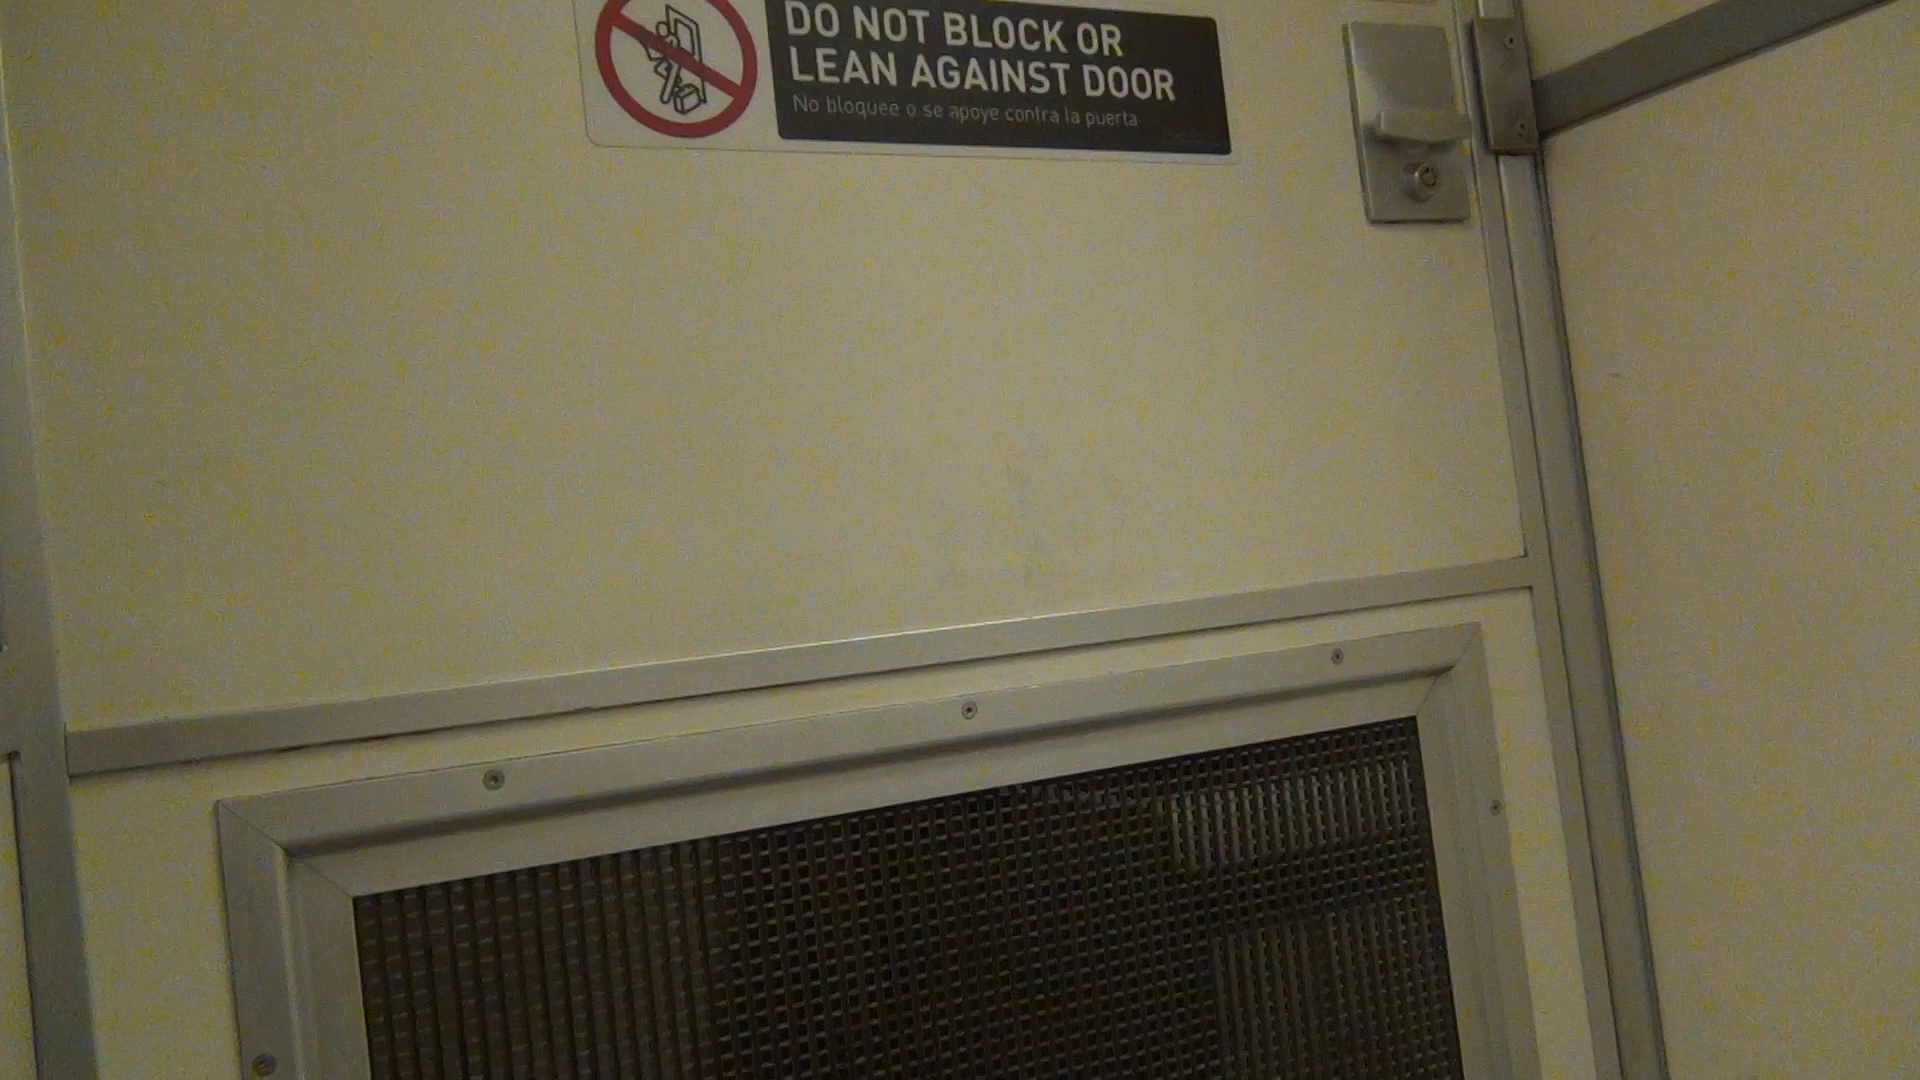 DO NOT BLOCK OR
LEAN AGAINST DOOR
No bloquee o se apoye contra la puerta